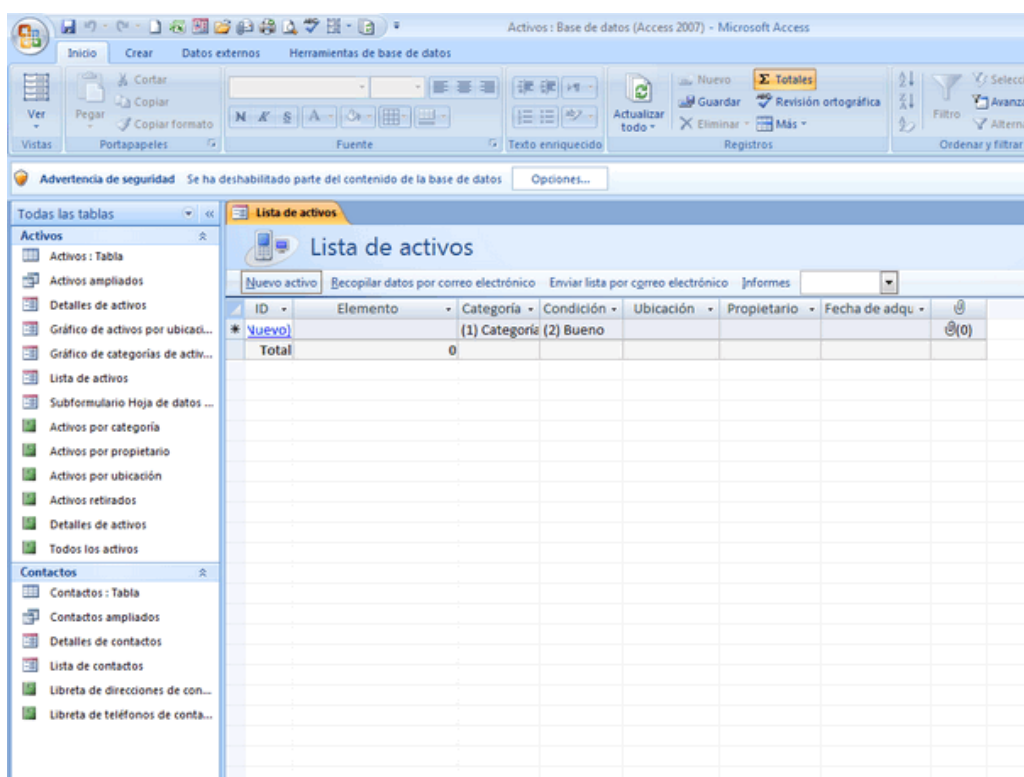 Activos : Base de datos (Access 2007) - Microsoft Access
Inicio Crear Datos externos Herramientas de base de datos
Ver
Pegar
Cortar
Copiar
Copiar formato
N K S A
Actualizar todo
Nuevo
Guardar
Eliminar
Σ Totales
Revisión ortográfica
Más
Filtro
Vistas Portapapeles Fuente Texto enriquecido Registros Ordenar y filtrar
Advertencia de seguridad Se ha deshabilitado parte del contenido de la base de datos Opciones...
Todas las tablas
Activos
Activos : Tabla
Activos ampliados
Detalles de activos
Gráfico de activos por ubicaci...
Gráfico de categorías de activ...
Lista de activos
Subformulario Hoja de datos ...
Activos por categoría
Activos por propietario
Activos por ubicación
Activos retirados
Detalles de activos
Todos los activos
Contactos
Contactos : Tabla
Contactos ampliados
Detalles de contactos
Lista de contactos
Libreta de direcciones de con...
Libreta de teléfonos de conta...
Lista de activos
Lista de activos
Nuevo activo Recopilar datos por correo electrónico Enviar lista por correo electrónico Informes
ID Elemento Categoría Condición Ubicación Propietario Fecha de adqu
Nuevo) (1) Categoría (2) Bueno (0)
Total 0